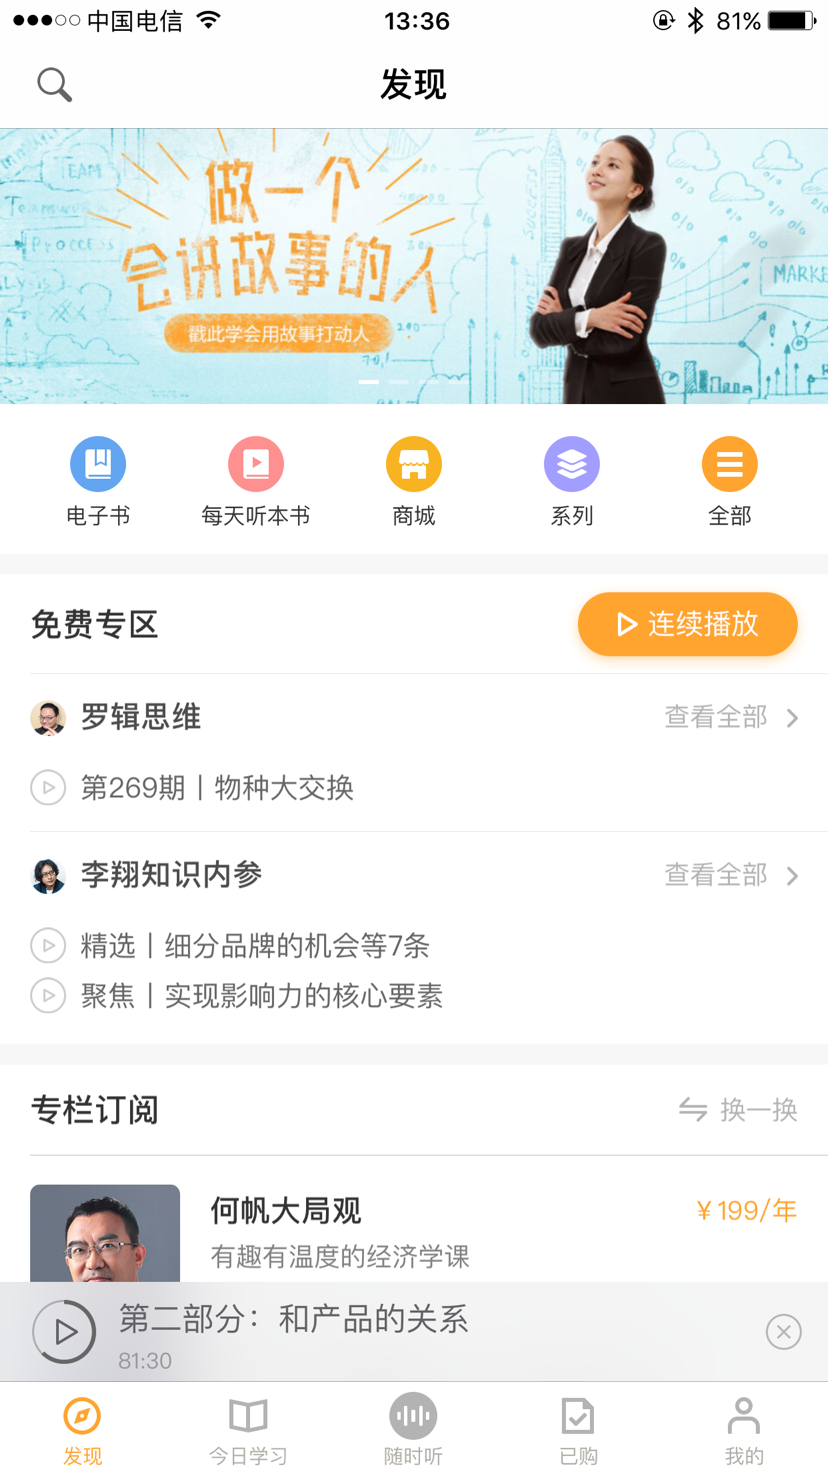 中国电信
13:36
81%
发现
TEAM
做一个
会讲故事的人
戳此学会用故事打动人
电子书
每天听本书
商城
系列
全部
免费专区
连续播放
罗辑思维
查看全部
第269期丨物种大交换
李翔知识内参
查看全部
精选丨细分品牌的机会等7条
聚焦丨实现影响力的核心要素
专栏订阅
换一换
何帆大局观
¥199/年
有趣有温度的经济学课
第二部分：和产品的关系
81:30
发现
今日学习
随时听
已购
我的